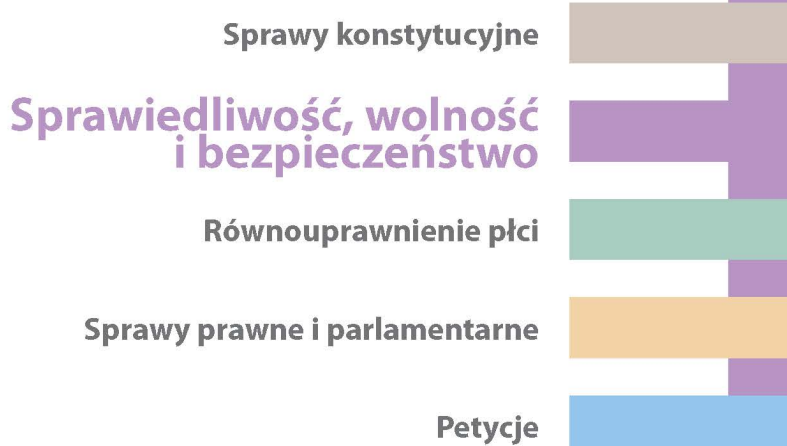 Sprawy konstytucyjne
Sprawiedliwość, wolność
i bezpieczeństwo
Równouprawnienie płci
Sprawy prawne i parlamentarne
Petycje